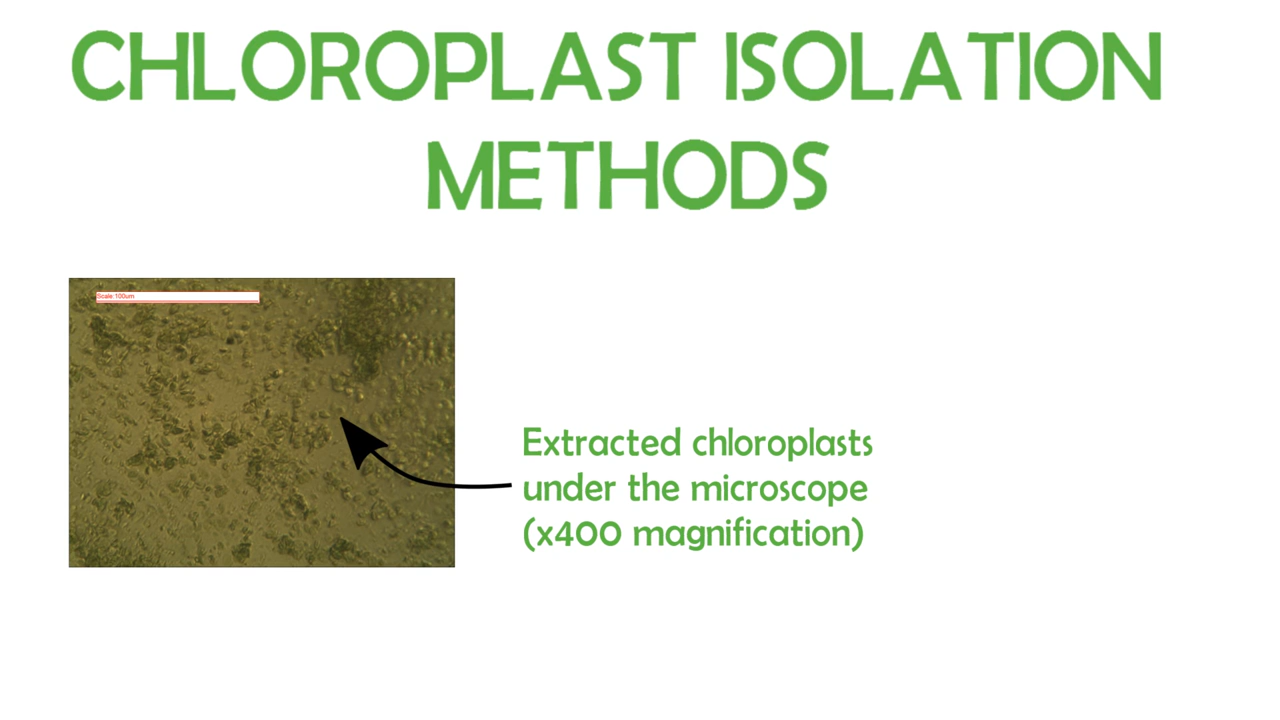 CHLOROPLAST ISOLATION
METHODS
Scale:100um
Extracted chloroplasts
under the microscope
(x400 magnification)